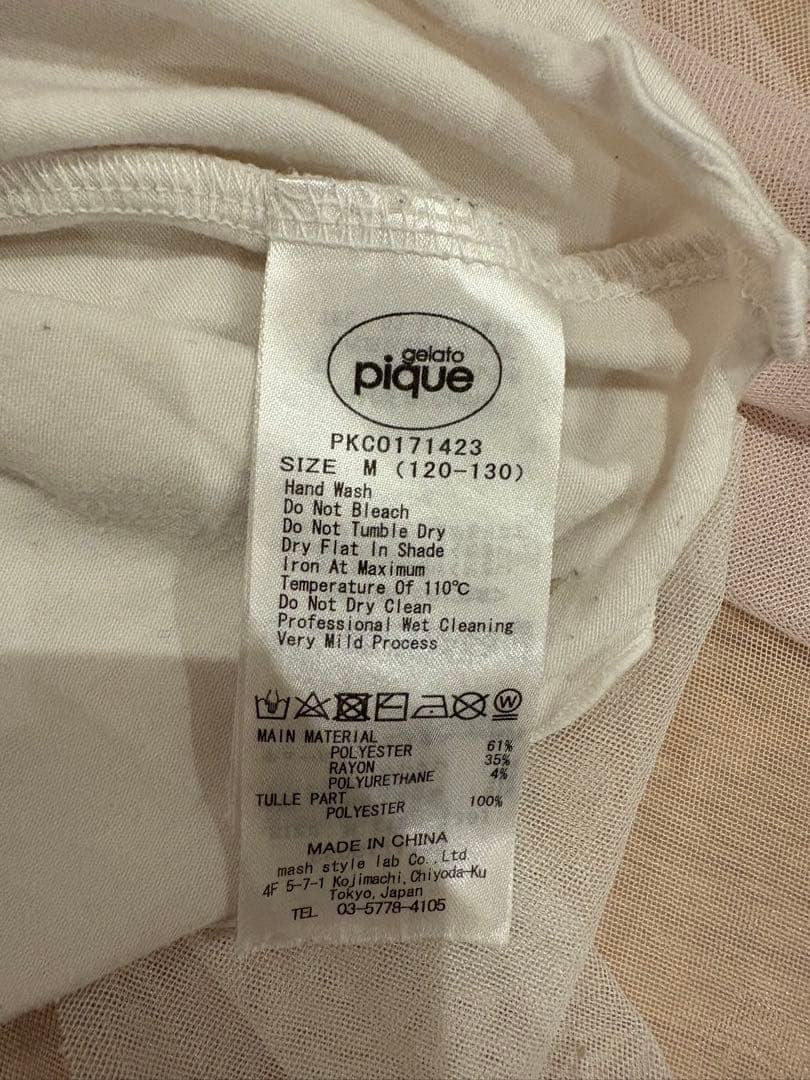 gelato
pique
PKC0171423
SIZE M (120-130)
Hand Wash
Do Not Bleach
Do Not Tumble Dry
Dry Flat In Shade
Iron At Maximum
Temperature Of 110℃
Do Not Dry Clean
Professional Wet Cleaning
Very Mild Process
W
MAIN MATERIAL
POLYESTER 61%
RAYON 35%
POLYURETHANE 4%
TULLE PART
POLYESTER 100%
MADE IN CHINA
mash style lab Co.,Ltd
4F 5-7-1 Kojimachi,Chiyoda-Ku
Tokyo,Japan
TEL 03-5778-4105